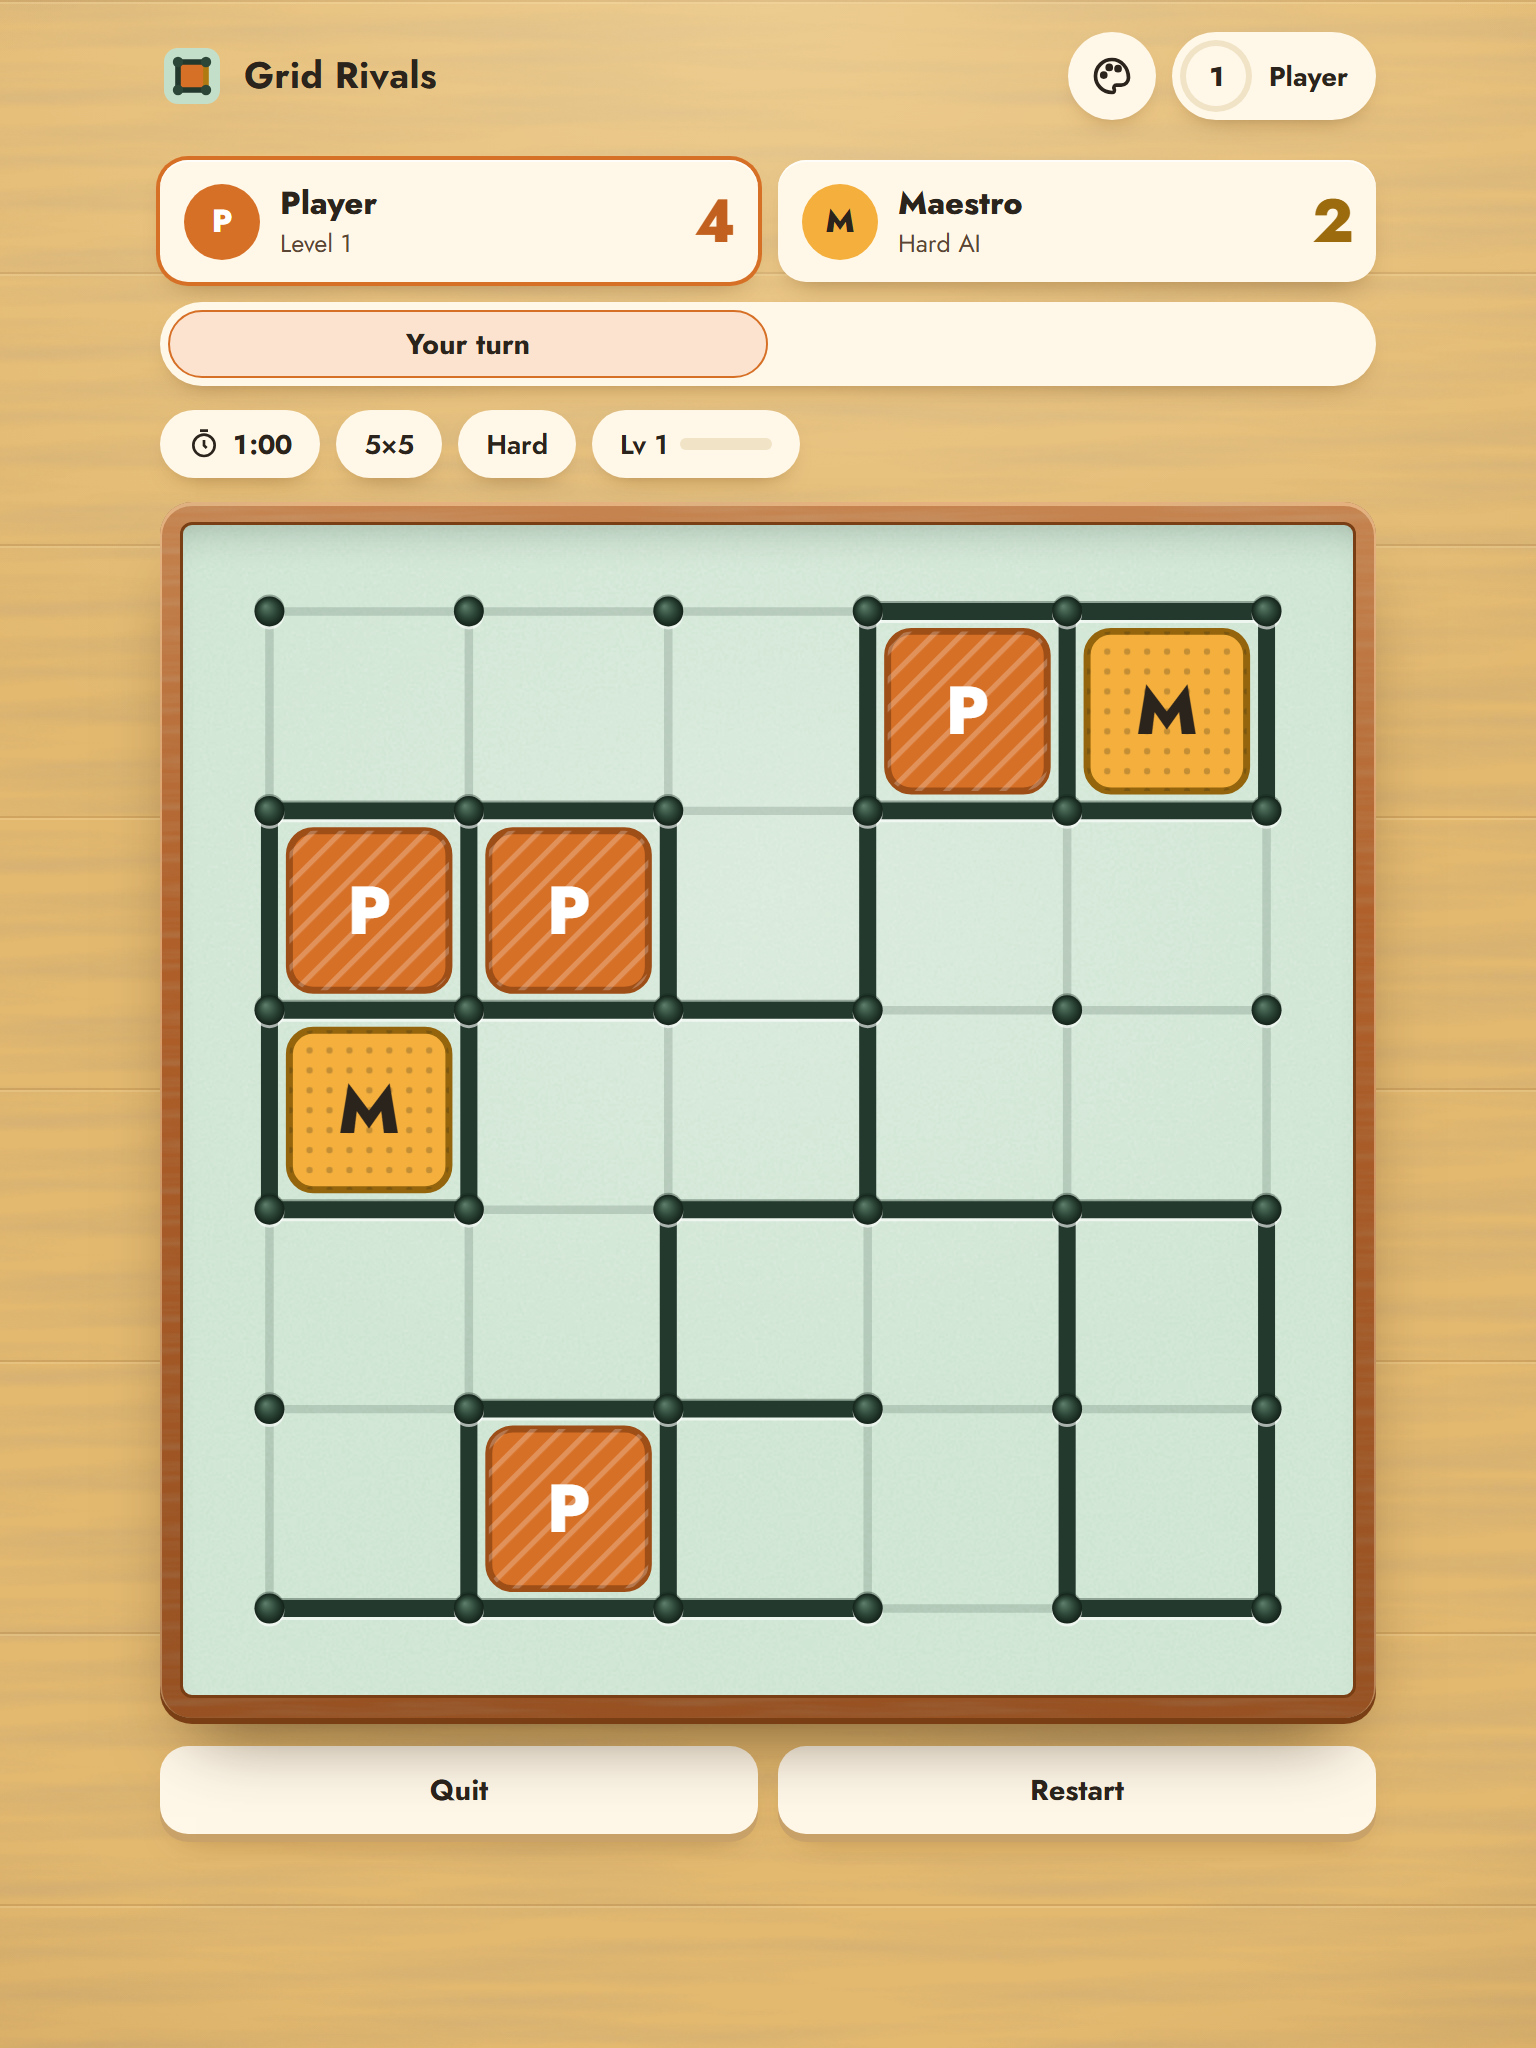 Grid Rivals
1 Player
P Player 4
Level 1
M Maestro 2
Hard AI
Your turn
1:00 5×5 Hard Lv 1
P M
P P
M
P
Quit Restart